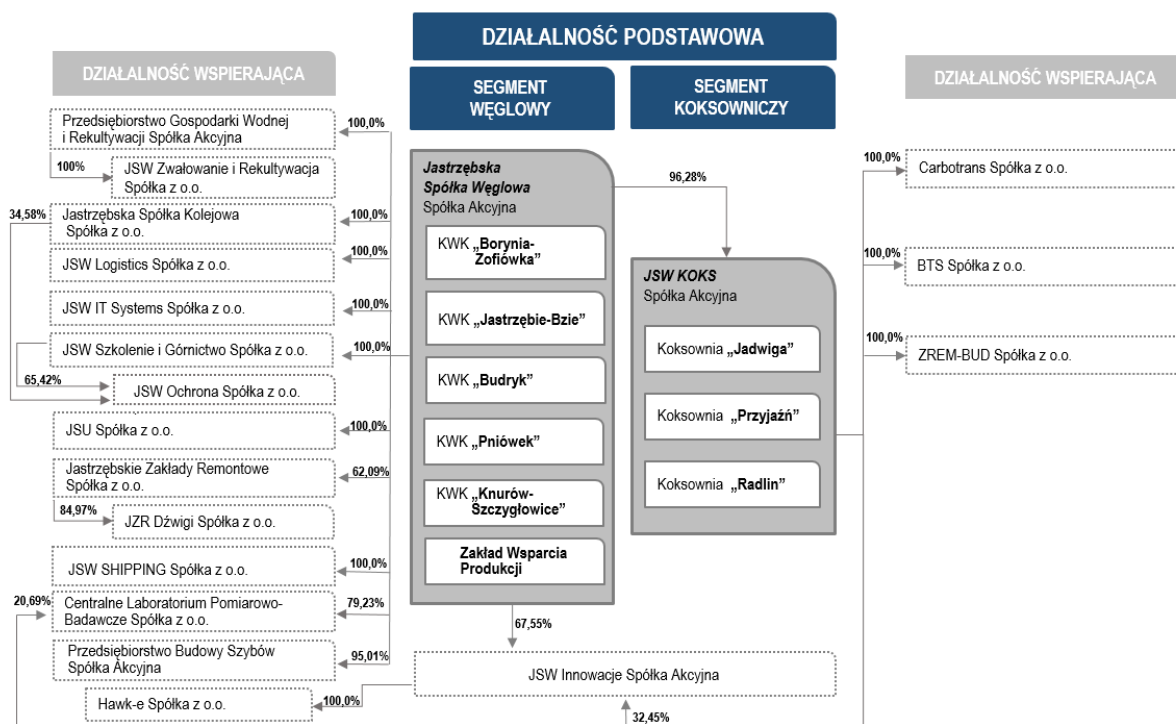 DZIAŁALNOŚĆ PODSTAWOWA
DZIAŁALNOŚĆ WSPIERAJĄCA
SEGMENT
WĘGLOWY
SEGMENT
KOKSOWNICZY
DZIAŁALNOŚĆ WSPIERAJĄCA
Przedsiębiorstwo Gospodarki Wodnej
i Rekultywacji Spółka Akcyjna
100,0%
100%
JSW Zwałowanie i Rekultywacja
Spółka z o.o.
34,58%
Jastrzębska Spółka Kolejowa
Spółka z o.o.
100,0%
JSW Logistics Spółka z o.o.
100,0%
JSW IT Systems Spółka z o.o.
100,0%
JSW Szkolenie i Górnictwo Spółka z o.o.
100,0%
65,42%
JSW Ochrona Spółka z o.o.
JSU Spółka z o.o.
100,0%
Jastrzębskie Zakłady Remontowe
Spółka z o.o.
62,09%
84,97%
JZR Dźwigi Spółka z o.o.
JSW SHIPPING Spółka z o.o.
100,0%
20,69%
Centralne Laboratorium Pomiarowo-
Badawcze Spółka z o.o.
79,23%
Przedsiębiorstwo Budowy Szybów
Spółka Akcyjna
95,01%
Hawk-e Spółka z o.o.
100,0%
Jastrzębska
Spółka Węglowa
Spółka Akcyjna
KWK „Borynia-
Zofiówka”
KWK „Jastrzębie-Bzie”
KWK „Budryk”
KWK „Pniówek”
KWK „Knurów-
Szczygłowice”
Zakład Wsparcia
Produkcji
67,55%
JSW Innowacje Spółka Akcyjna
32,45%
96,28%
JSW KOKS
Spółka Akcyjna
Koksownia „Jadwiga”
Koksownia „Przyjaźń”
Koksownia „Radlin”
100,0%
Carbotrans Spółka z o.o.
100,0%
BTS Spółka z o.o.
100,0%
ZREM-BUD Spółka z o.o.